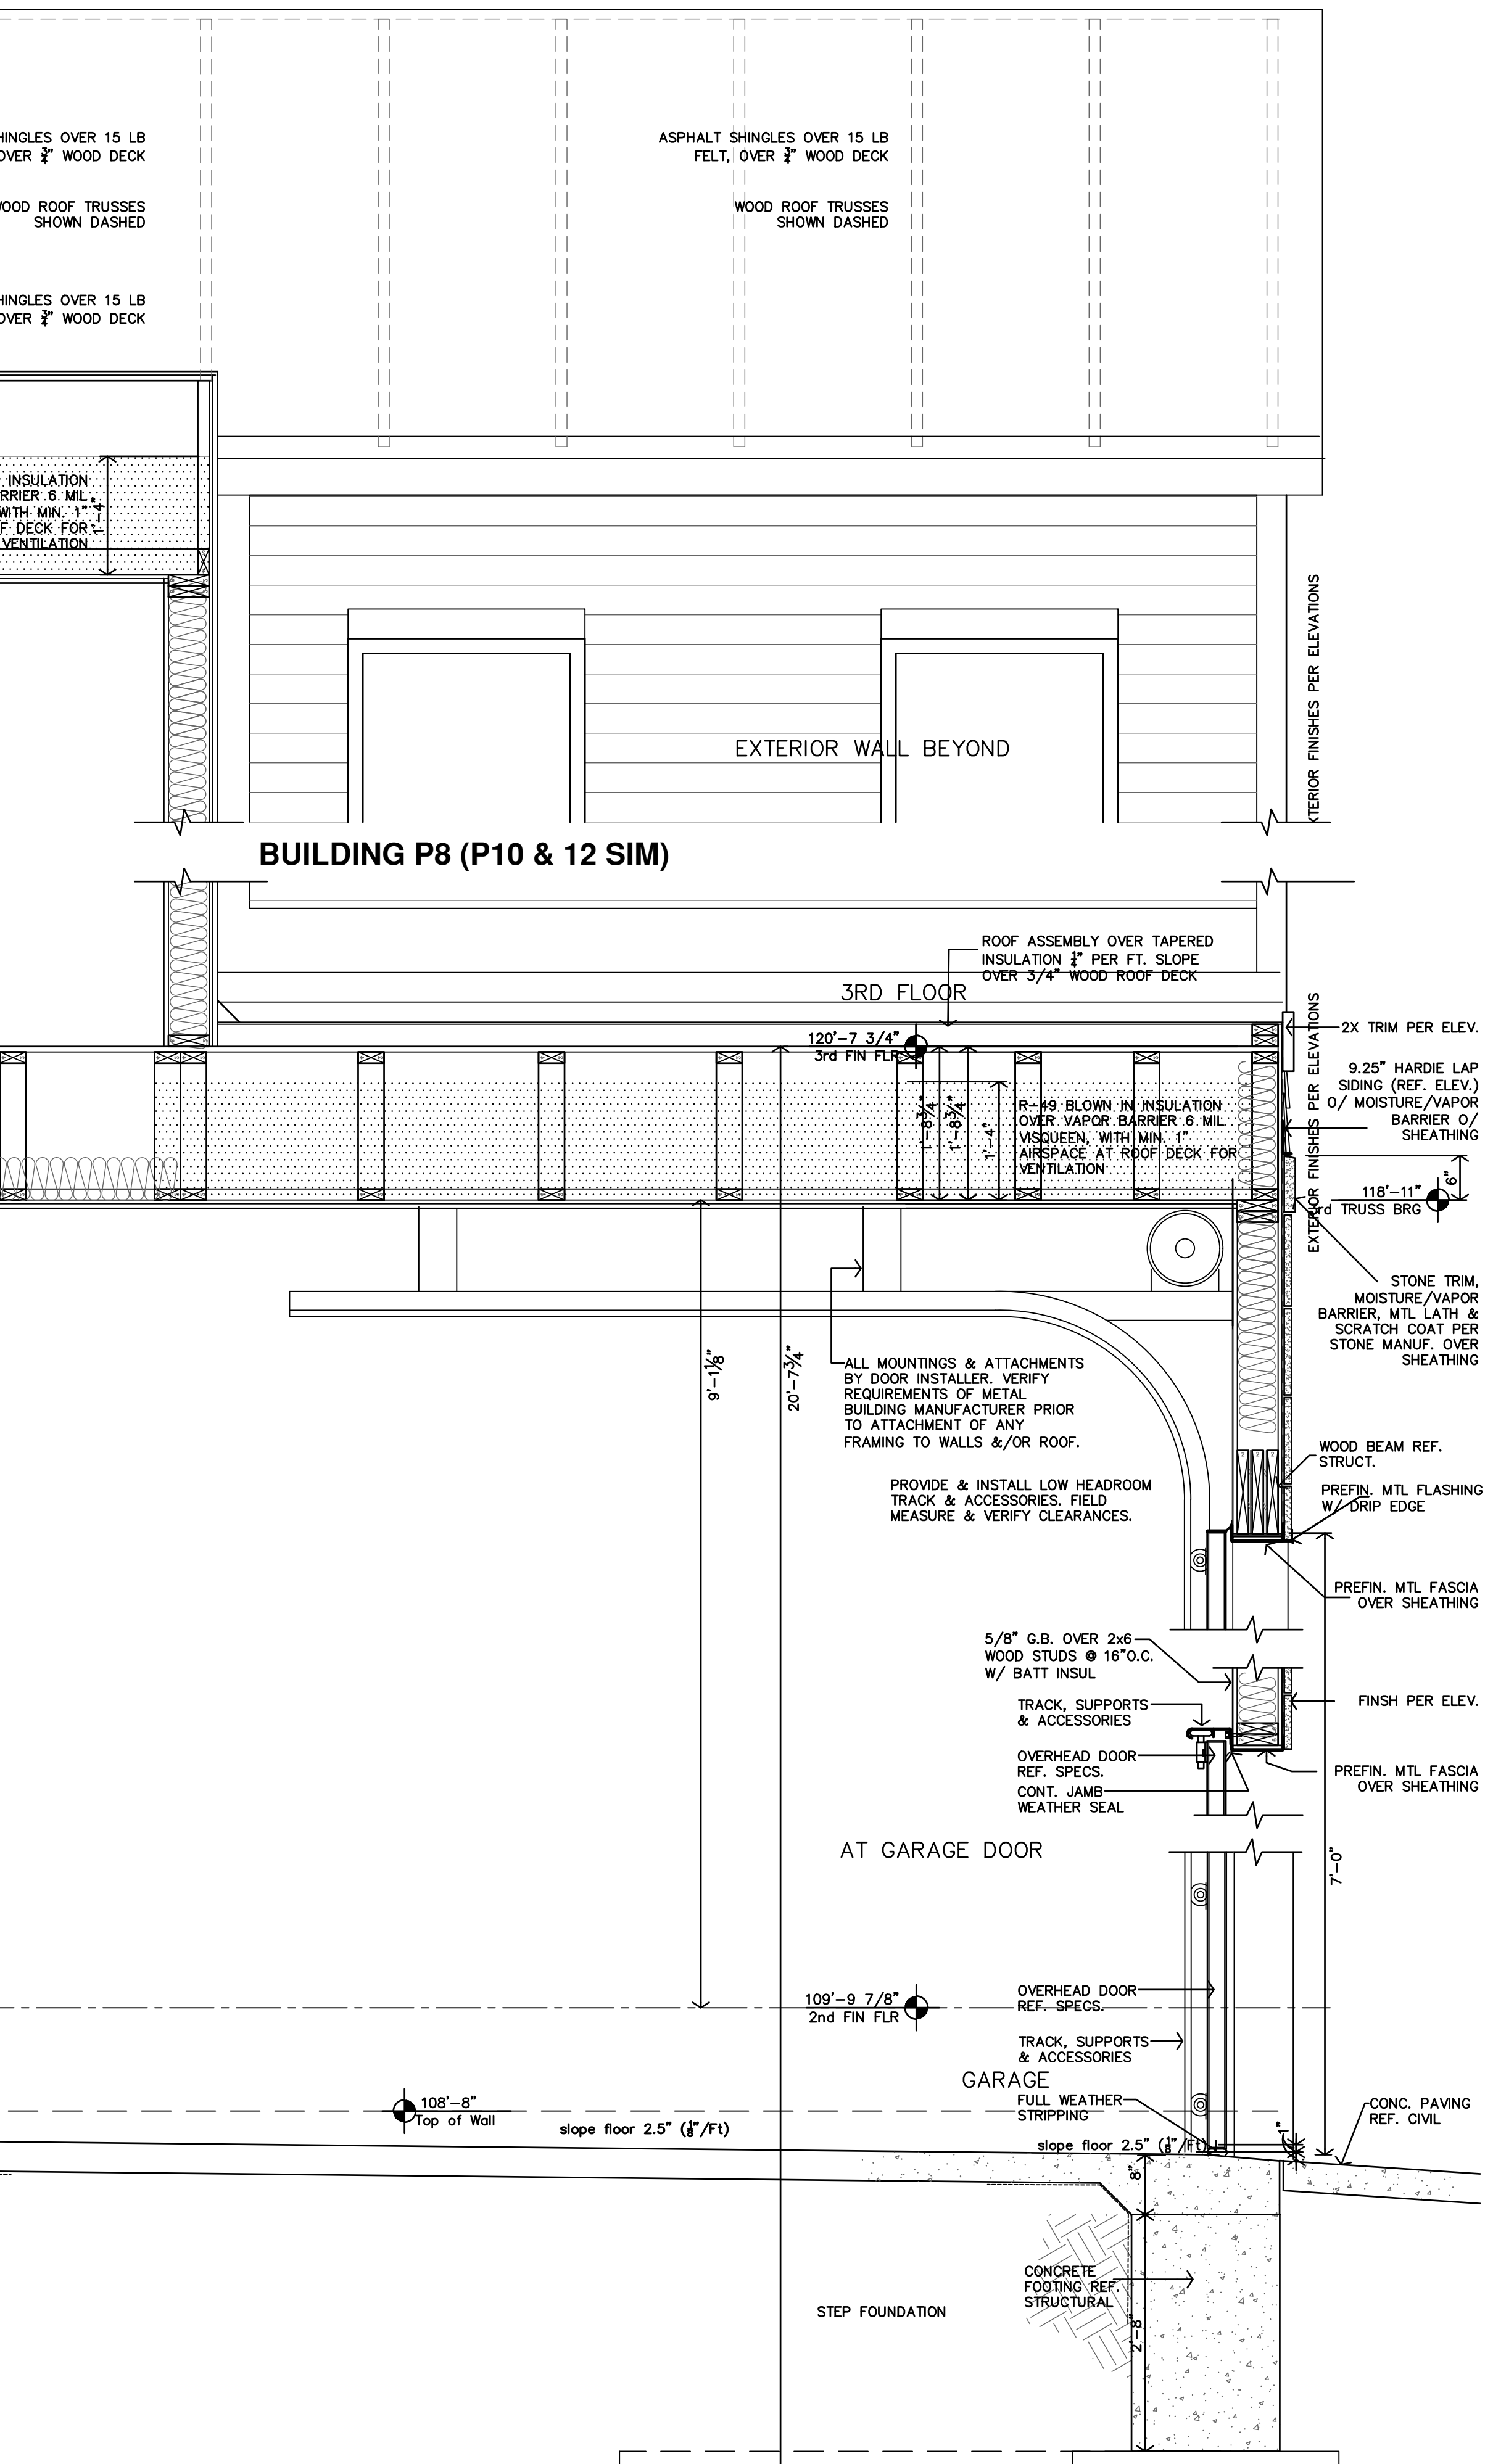 HINGLES OVER 15 LB
OVER 3/4" WOOD DECK
WOOD ROOF TRUSSES
SHOWN DASHED
HINGLES OVER 15 LB
OVER 3/4" WOOD DECK
ASPHALT SHINGLES OVER 15 LB
FELT, OVER 3/4" WOOD DECK
WOOD ROOF TRUSSES
SHOWN DASHED
INSULATION
RRIER 6 MIL
WITH MIN. 1"
F DECK FOR
VENTILATION
1'-4"
EXTERIOR WALL BEYOND
XTERIOR FINISHES PER ELEVATIONS
BUILDING P8 (P10 & 12 SIM)
ROOF ASSEMBLY OVER TAPERED
INSULATION 1/4" PER FT. SLOPE
OVER 3/4" WOOD ROOF DECK
3RD FLOOR
120'-7 3/4"
3rd FIN FLR
EXTERIOR FINISHES PER ELEVATIONS
2X TRIM PER ELEV.
9.25" HARDIE LAP
SIDING (REF. ELEV.)
O/ MOISTURE/VAPOR
BARRIER O/
SHEATHING
1'-8 3/4"
1'-8 3/4"
1'-4"
R-49 BLOWN IN INSULATION
OVER VAPOR BARRIER 6 MIL
VISQUEEN, WITH MIN. 1"
AIRSPACE AT ROOF DECK FOR
VENTILATION
6"
118'-11"
rd TRUSS BRG
STONE TRIM,
MOISTURE/VAPOR
BARRIER, MTL LATH &
SCRATCH COAT PER
STONE MANUF. OVER
SHEATHING
9'-1 1/8"
20'-7 3/4"
ALL MOUNTINGS & ATTACHMENTS
BY DOOR INSTALLER. VERIFY
REQUIREMENTS OF METAL
BUILDING MANUFACTURER PRIOR
TO ATTACHMENT OF ANY
FRAMING TO WALLS &/OR ROOF.
PROVIDE & INSTALL LOW HEADROOM
TRACK & ACCESSORIES. FIELD
MEASURE & VERIFY CLEARANCES.
WOOD BEAM REF.
STRUCT.
PREFIN. MTL FLASHING
W/ DRIP EDGE
PREFIN. MTL FASCIA
OVER SHEATHING
5/8" G.B. OVER 2x6
WOOD STUDS @ 16"O.C.
W/ BATT INSUL
TRACK, SUPPORTS
& ACCESSORIES
FINSH PER ELEV.
OVERHEAD DOOR
REF. SPECS.
PREFIN. MTL FASCIA
OVER SHEATHING
CONT. JAMB
WEATHER SEAL
AT GARAGE DOOR
7'-0"
OVERHEAD DOOR
REF. SPECS.
109'-9 7/8"
2nd FIN FLR
TRACK, SUPPORTS
& ACCESSORIES
GARAGE
FULL WEATHER
STRIPPING
108'-8"
Top of Wall
slope floor 2.5" (1/8"/Ft)
slope floor 2.5" (1/8"/Ft)
1"
CONC. PAVING
REF. CIVIL
8"
CONCRETE
FOOTING REF.
STRUCTURAL
STEP FOUNDATION
2'-8"